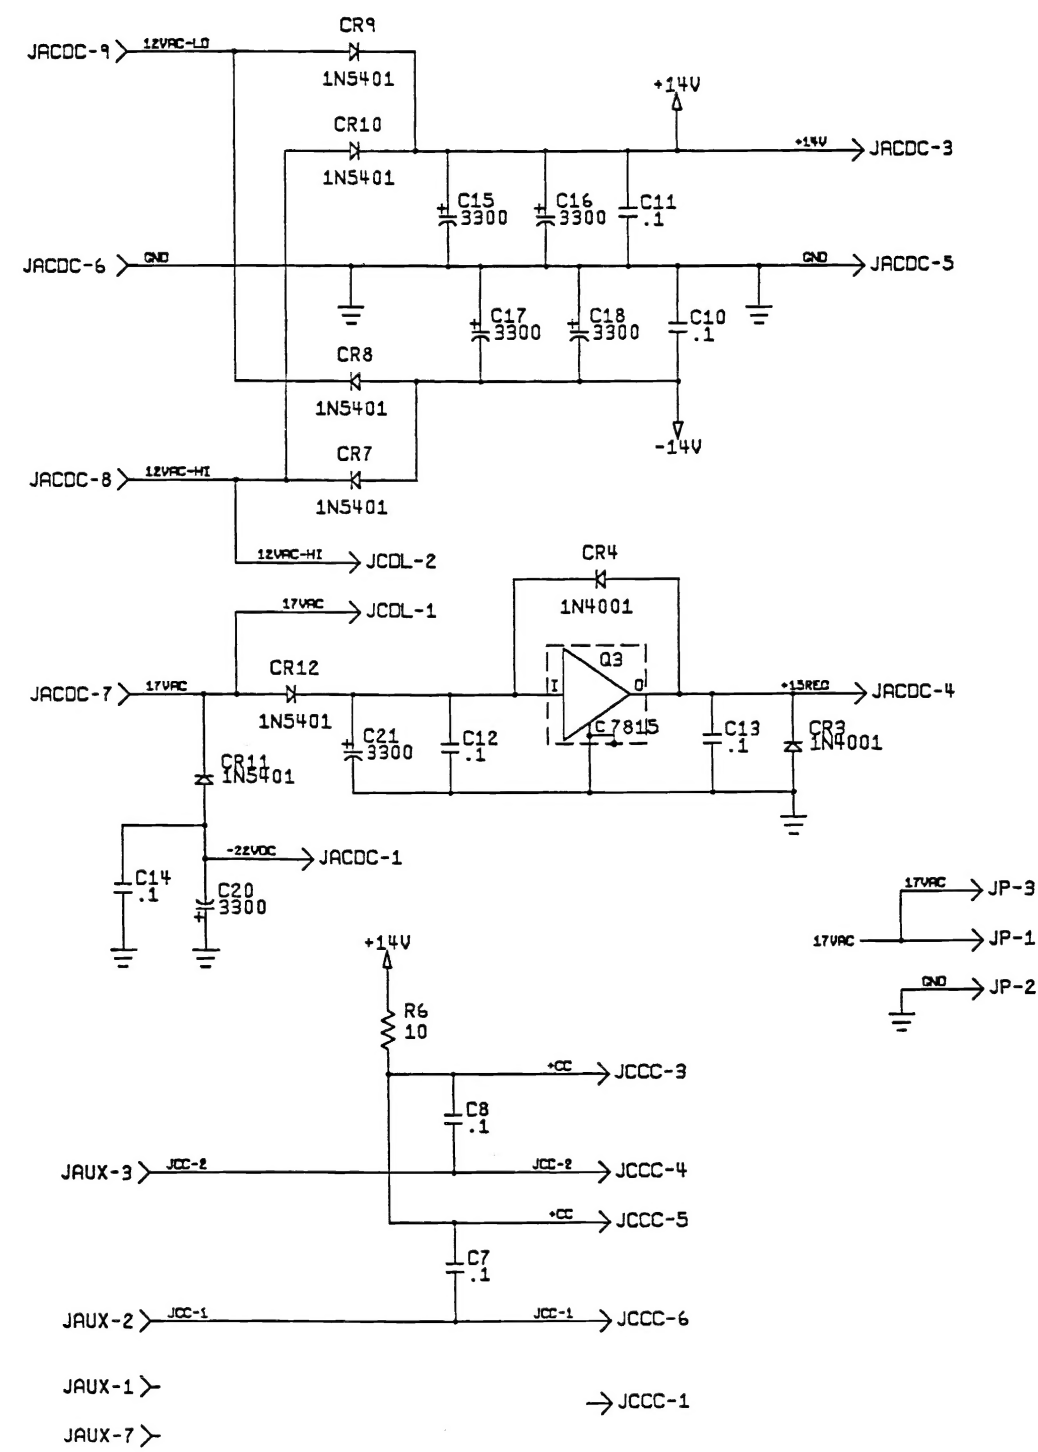 CR9
JACDC-9
12VAC-LO
1N5401
+14V
CR10
1N5401
+14V
JACDC-3
C15
3300
C16
3300
C11
.1
JACDC-6
GND
GND
JACDC-5
C17
3300
C18
3300
C10
.1
CR8
1N5401
-14V
CR7
JACDC-8
12VAC-HI
1N5401
12VAC-HI
JCDL-2
CR4
1N4001
17VAC
JCDL-1
Q3
CR12
JACDC-7
17VAC
I
O
+15REG
JACDC-4
1N5401
C 7815
C21
3300
C12
.1
C13
.1
CR3
1N4001
CR11
1N5401
-22VDC
JACDC-1
C14
.1
C20
3300
17VAC
JP-3
17VAC
JP-1
+14V
GND
JP-2
R6
10
+CC
JCCC-3
C8
.1
JAUX-3
JCC-2
JCC-2
JCCC-4
+CC
JCCC-5
C7
.1
JAUX-2
JCC-1
JCC-1
JCCC-6
JAUX-1
JCCC-1
JAUX-7